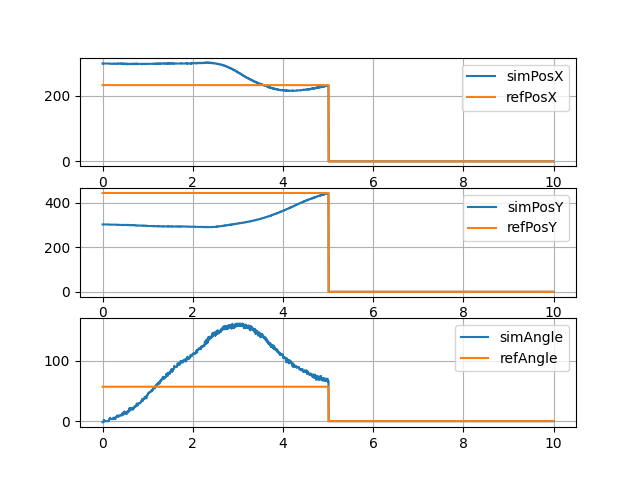 200
0
simPosX
refPosX
0 2 4 6 8 10
400
200
0
simPosY
refPosY
0 2 4 6 8 10
100
0
simAngle
refAngle
0 2 4 6 8 10